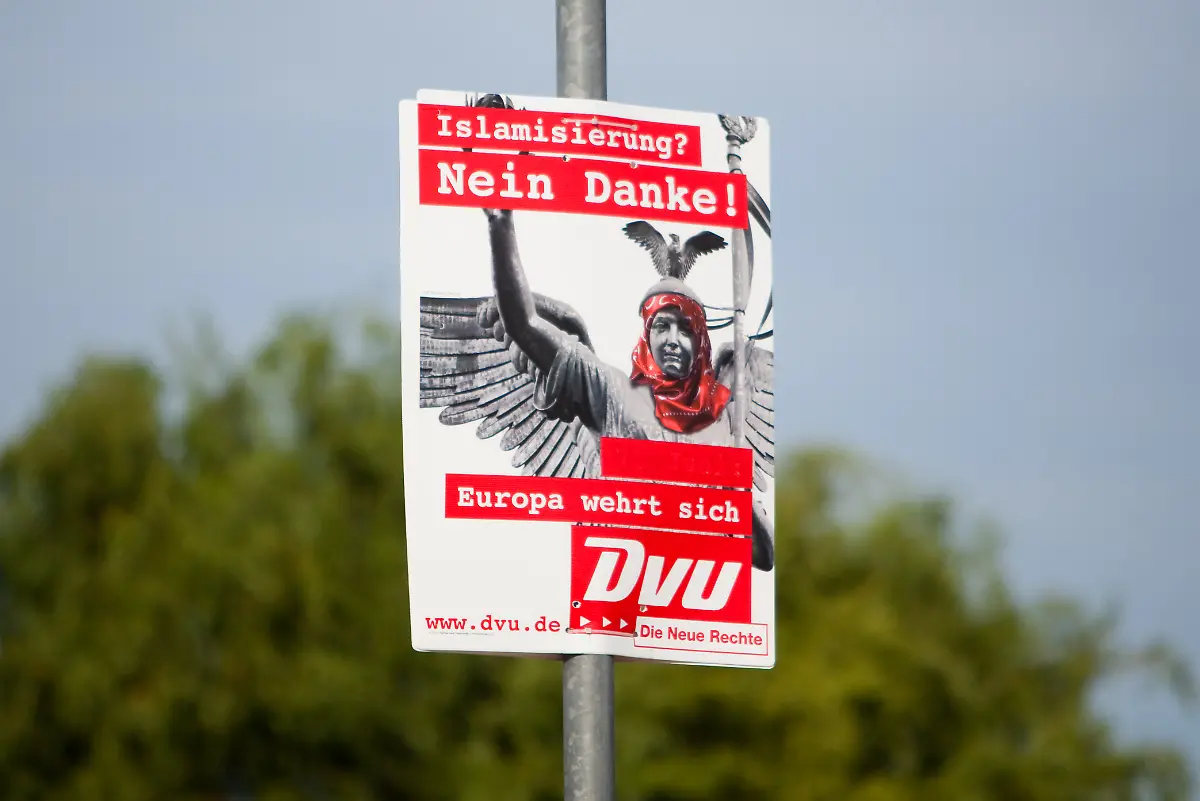 Islamisierung?
Nein Danke!
Europa wehrt sich
DVU
www.dvu.de
Die Neue Rechte